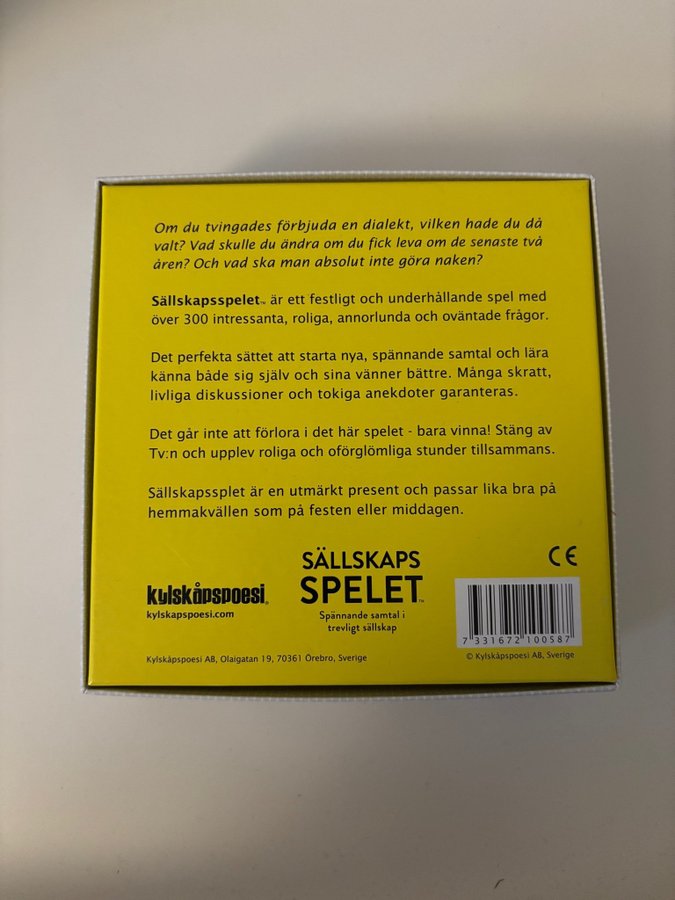 Om du tvingades förbjuda en dialekt, vilken hade du då
valt? Vad skulle du ändra om du fick leva om de senaste två
åren? Och vad ska man absolut inte göra naken?
Sällskapsspelet™ är ett festligt och underhållande spel med
över 300 intressanta, roliga, annorlunda och oväntade frågor.
Det perfekta sättet att starta nya, spännande samtal och lära
känna både sig själv och sina vänner bättre. Många skratt,
livliga diskussioner och tokiga anekdoter garanteras.
Det går inte att förlora i det här spelet - bara vinna! Stäng av
Tv:n och upplev roliga och oförglömliga stunder tillsammans.
Sällskapssplet är en utmärkt present och passar lika bra på
hemmakvällen som på festen eller middagen.
kylskåpspoesi®
kylskapspoesi.com
SÄLLSKAPS
SPELET™
Spännande samtal i
trevligt sällskap
CE
7 331672 100587
Kylskåpspoesi AB, Olaigatan 19, 70361 Örebro, Sverige
© Kylskåpspoesi AB, Sverige